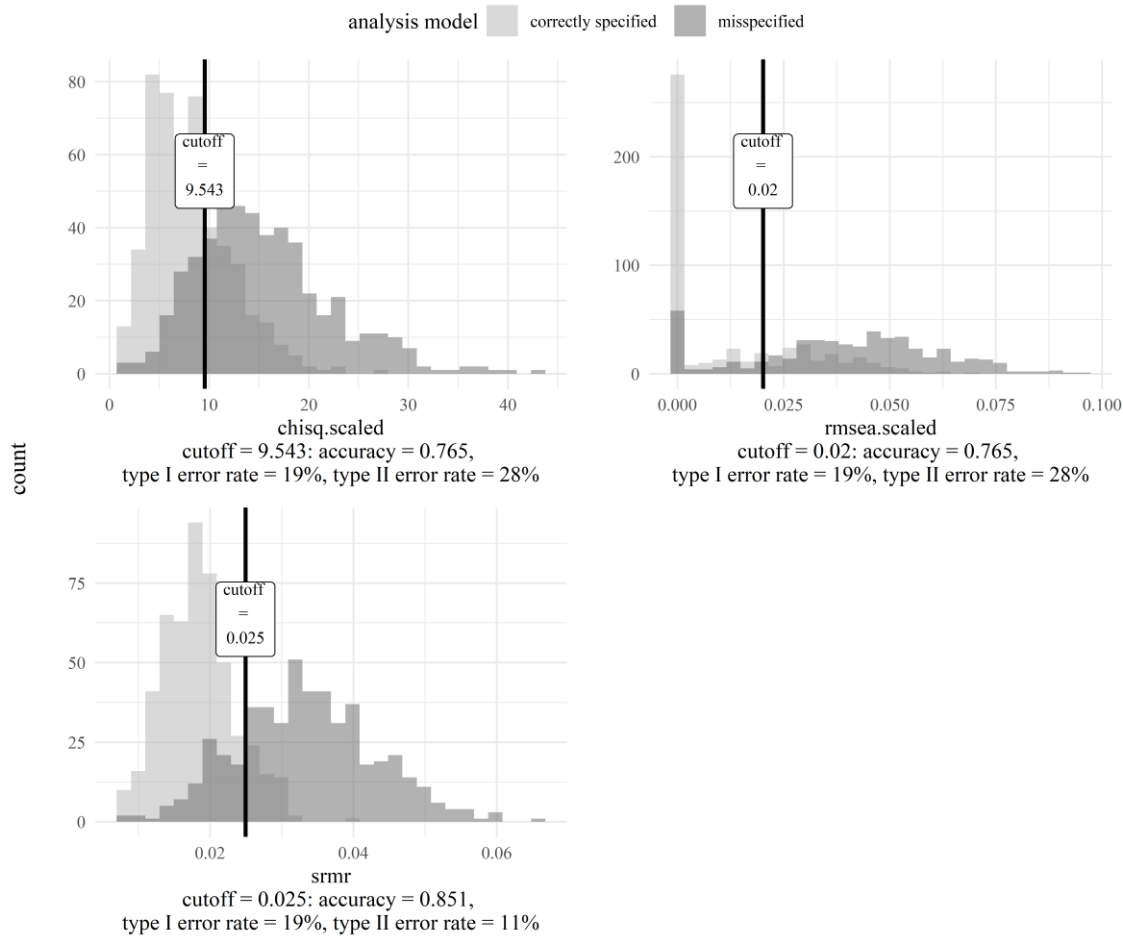 analysis model correctly specified misspecified
80
60
40
20
0
cutoff
=
9.543
0 10 20 30 40
chisq.scaled
cutoff = 9.543: accuracy = 0.765,
type I error rate = 19%, type II error rate = 28%
200
100
0
cutoff
=
0.02
0.000 0.025 0.050 0.075 0.100
rmsea.scaled
cutoff = 0.02: accuracy = 0.765,
type I error rate = 19%, type II error rate = 28%
count
75
50
25
0
cutoff
=
0.025
0.02 0.04 0.06
srmr
cutoff = 0.025: accuracy = 0.851,
type I error rate = 19%, type II error rate = 11%